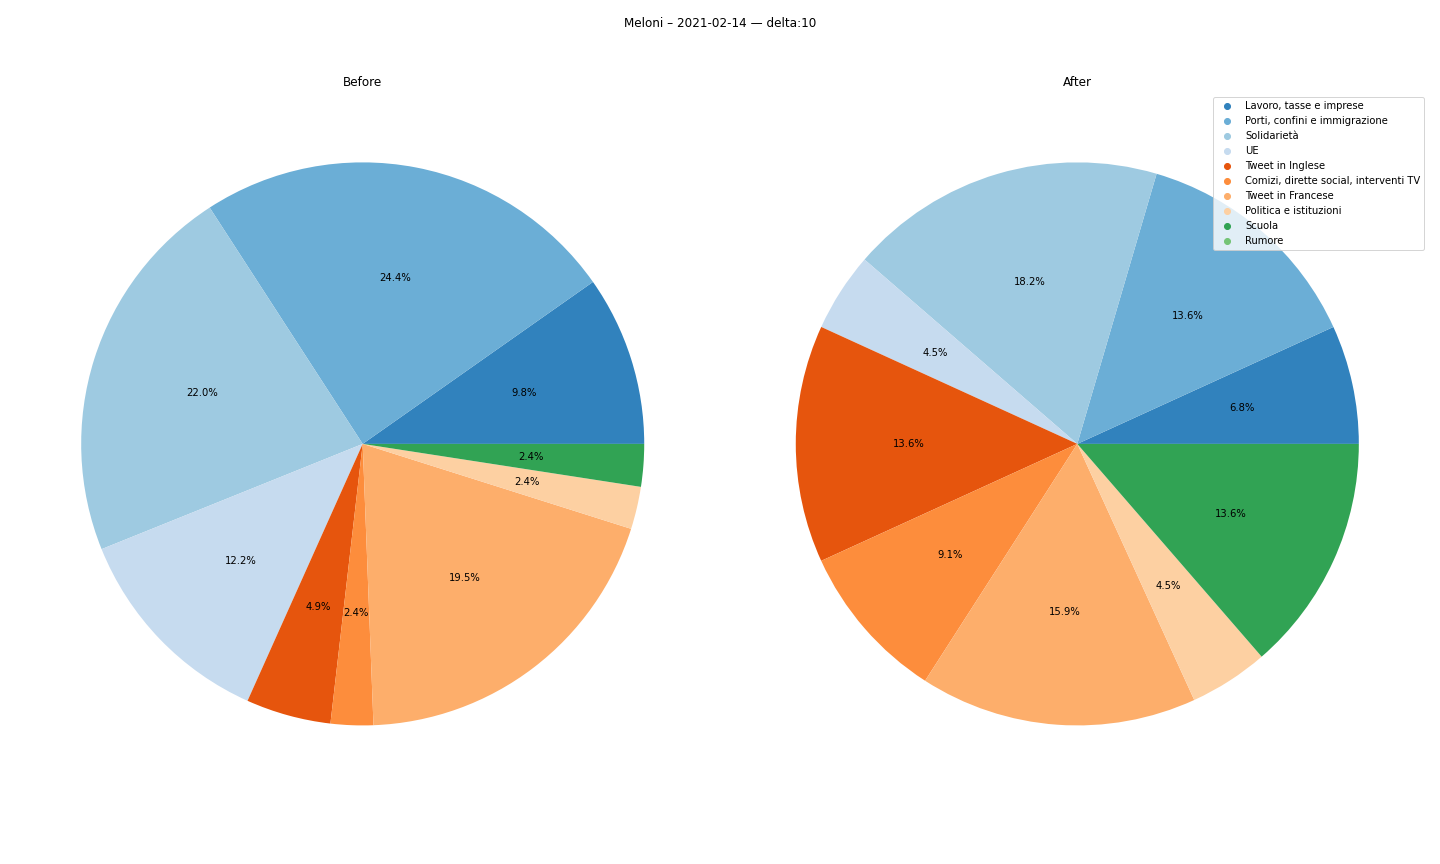 Meloni – 2021-02-14 — delta:10
Before
24.4%
9.8%
22.0%
2.4%
2.4%
12.2%
19.5%
4.9%
2.4%
After
Lavoro, tasse e imprese
Porti, confini e immigrazione
Solidarietà
UE
Tweet in Inglese
Comizi, dirette social, interventi TV
Tweet in Francese
Politica e istituzioni
Scuola
Rumore
18.2%
13.6%
4.5%
6.8%
13.6%
13.6%
9.1%
4.5%
15.9%